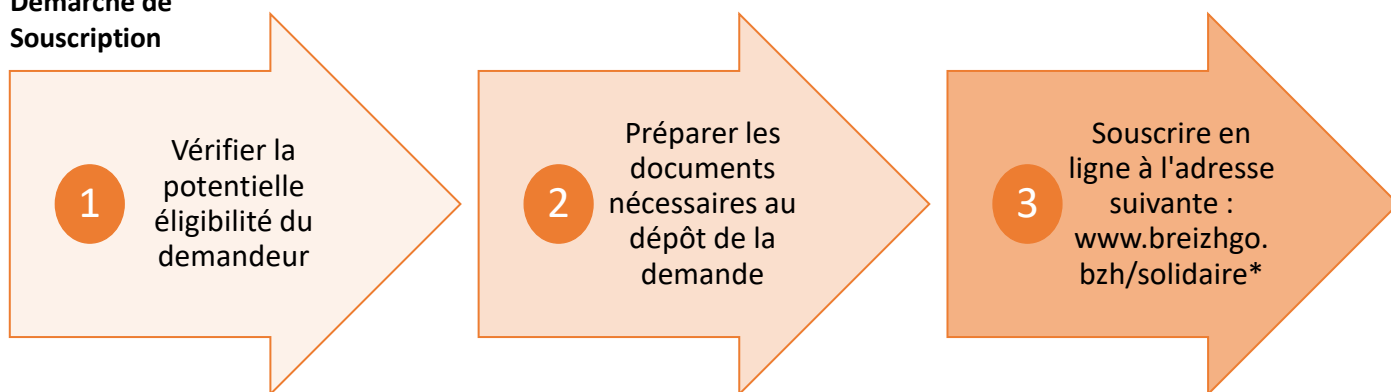 Démarche de
Souscription
1
Vérifier la
potentielle
éligibilité du
demandeur
2
Préparer les
documents
nécessaires au
dépôt de la
demande
3
Souscrire en
ligne à l'adresse
suivante :
www.breizhgo.
bzh/solidaire*